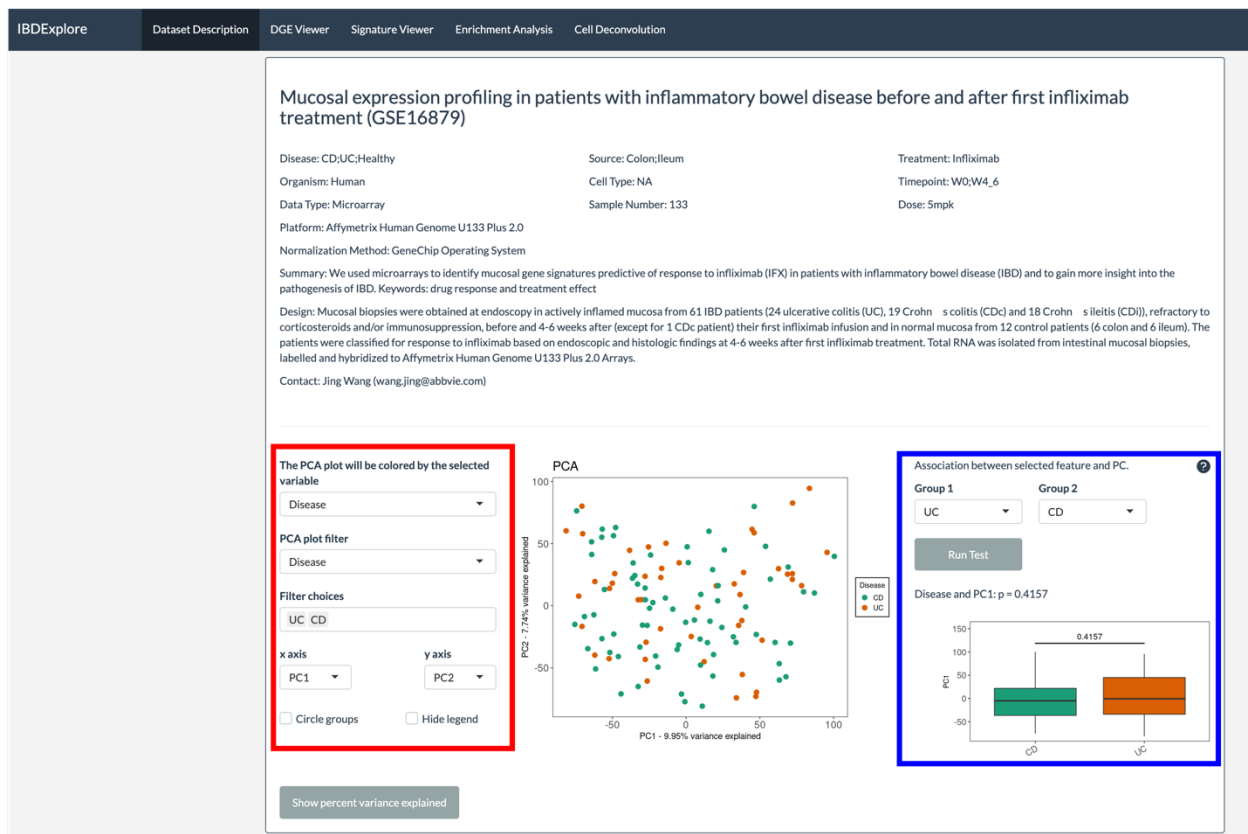 IBDExplore Dataset Description DGE Viewer Signature Viewer Enrichment Analysis Cell Deconvolution
Mucosal expression profiling in patients with inflammatory bowel disease before and after first infliximab
treatment (GSE16879)
Disease: CD;UC;Healthy Source: Colon;Ileum Treatment: Infliximab
Organism: Human Cell Type: NA Timepoint: W0;W4_6
Data Type: Microarray Sample Number: 133 Dose: 5mpk
Platform: Affymetrix Human Genome U133 Plus 2.0
Normalization Method: GeneChip Operating System
Summary: We used microarrays to identify mucosal gene signatures predictive of response to infliximab (IFX) in patients with inflammatory bowel disease (IBD) and to gain more insight into the
pathogenesis of IBD. Keywords: drug response and treatment effect
Design: Mucosal biopsies were obtained at endoscopy in actively inflamed mucosa from 61 IBD patients (24 ulcerative colitis (UC), 19 Crohn s colitis (CDc) and 18 Crohn s ileitis (CDi)), refractory to
corticosteroids and/or immunosuppression, before and 4-6 weeks after (except for 1 CDc patient) their first infliximab infusion and in normal mucosa from 12 control patients (6 colon and 6 ileum). The
patients were classified for response to infliximab based on endoscopic and histologic findings at 4-6 weeks after first infliximab treatment. Total RNA was isolated from intestinal mucosal biopsies,
labelled and hybridized to Affymetrix Human Genome U133 Plus 2.0 Arrays.
Contact: Jing Wang (wang.jing@abbvie.com)
The PCA plot will be colored by the selected
variable
Disease
PCA plot filter
Disease
Filter choices
UC CD
x axis y axis
PC1 PC2
Circle groups Hide legend
Show percent variance explained
PCA
100
50
0
-50
PC2 - 7.74% variance explained
-50 0 50 100
PC1 - 9.95% variance explained
Disease
CD
UC
Association between selected feature and PC. ?
Group 1 Group 2
UC CD
Run Test
Disease and PC1: p = 0.4157
150
100
50
0
-50
PC1
0.4157
CD UC